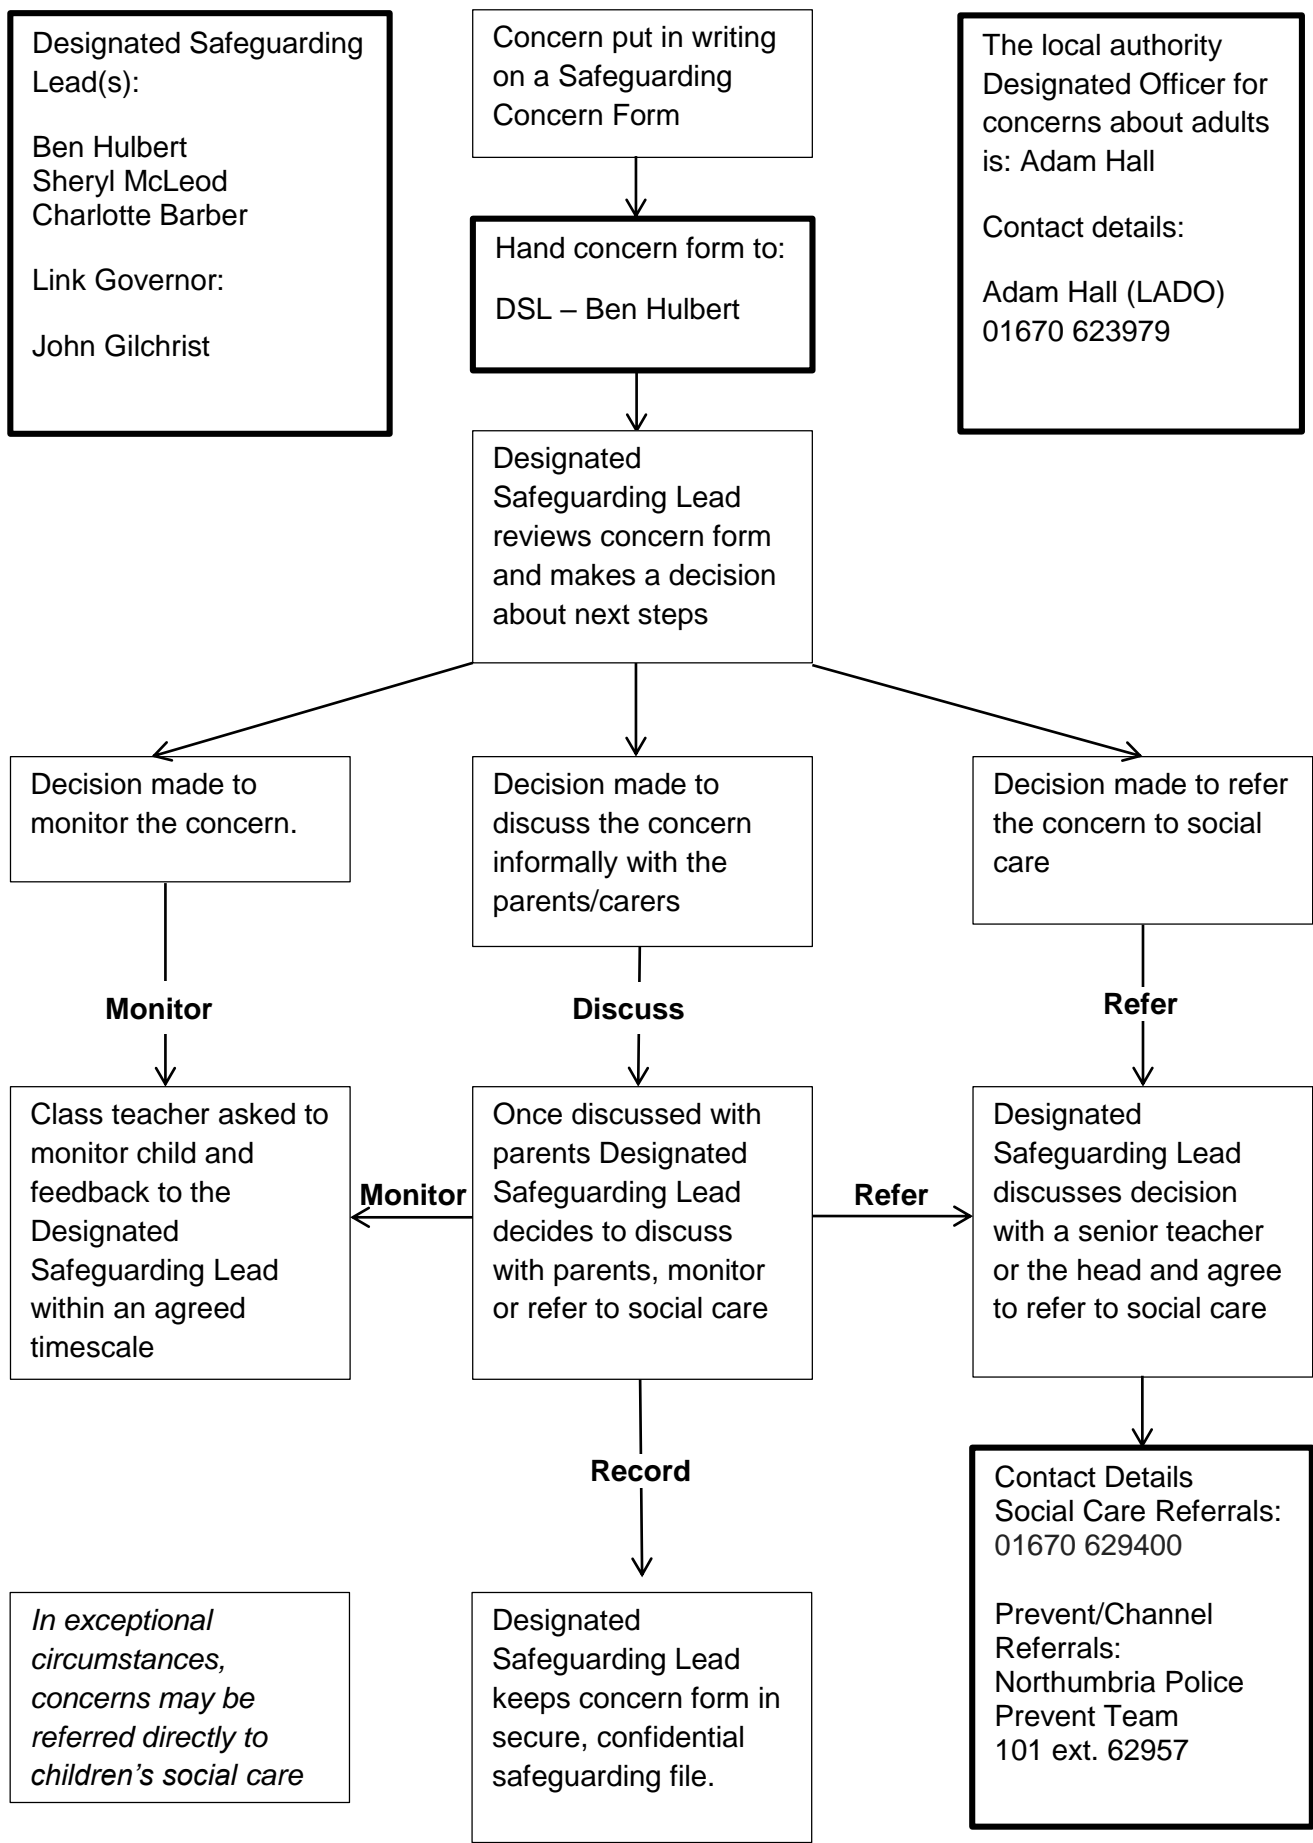 Designated Safeguarding
Lead(s):
Ben Hulbert
Sheryl McLeod
Charlotte Barber
Link Governor:
John Gilchrist
Concern put in writing
on a Safeguarding
Concern Form
The local authority
Designated Officer for
concerns about adults
is: Adam Hall
Contact details:
Adam Hall (LADO)
01670 623979
Hand concern form to:
DSL – Ben Hulbert
Designated
Safeguarding Lead
reviews concern form
and makes a decision
about next steps
Decision made to
monitor the concern.
Decision made to
discuss the concern
informally with the
parents/carers
Decision made to refer
the concern to social
care
Monitor
Discuss
Refer
Class teacher asked to
monitor child and
feedback to the
Designated
Safeguarding Lead
within an agreed
timescale
Monitor
Once discussed with
parents Designated
Safeguarding Lead
decides to discuss
with parents, monitor
or refer to social care
Refer
Designated
Safeguarding Lead
discusses decision
with a senior teacher
or the head and agree
to refer to social care
Record
In exceptional
circumstances,
concerns may be
referred directly to
children’s social care
Designated
Safeguarding Lead
keeps concern form in
secure, confidential
safeguarding file.
Contact Details
Social Care Referrals:
01670 629400
Prevent/Channel
Referrals:
Northumbria Police
Prevent Team
101 ext. 62957